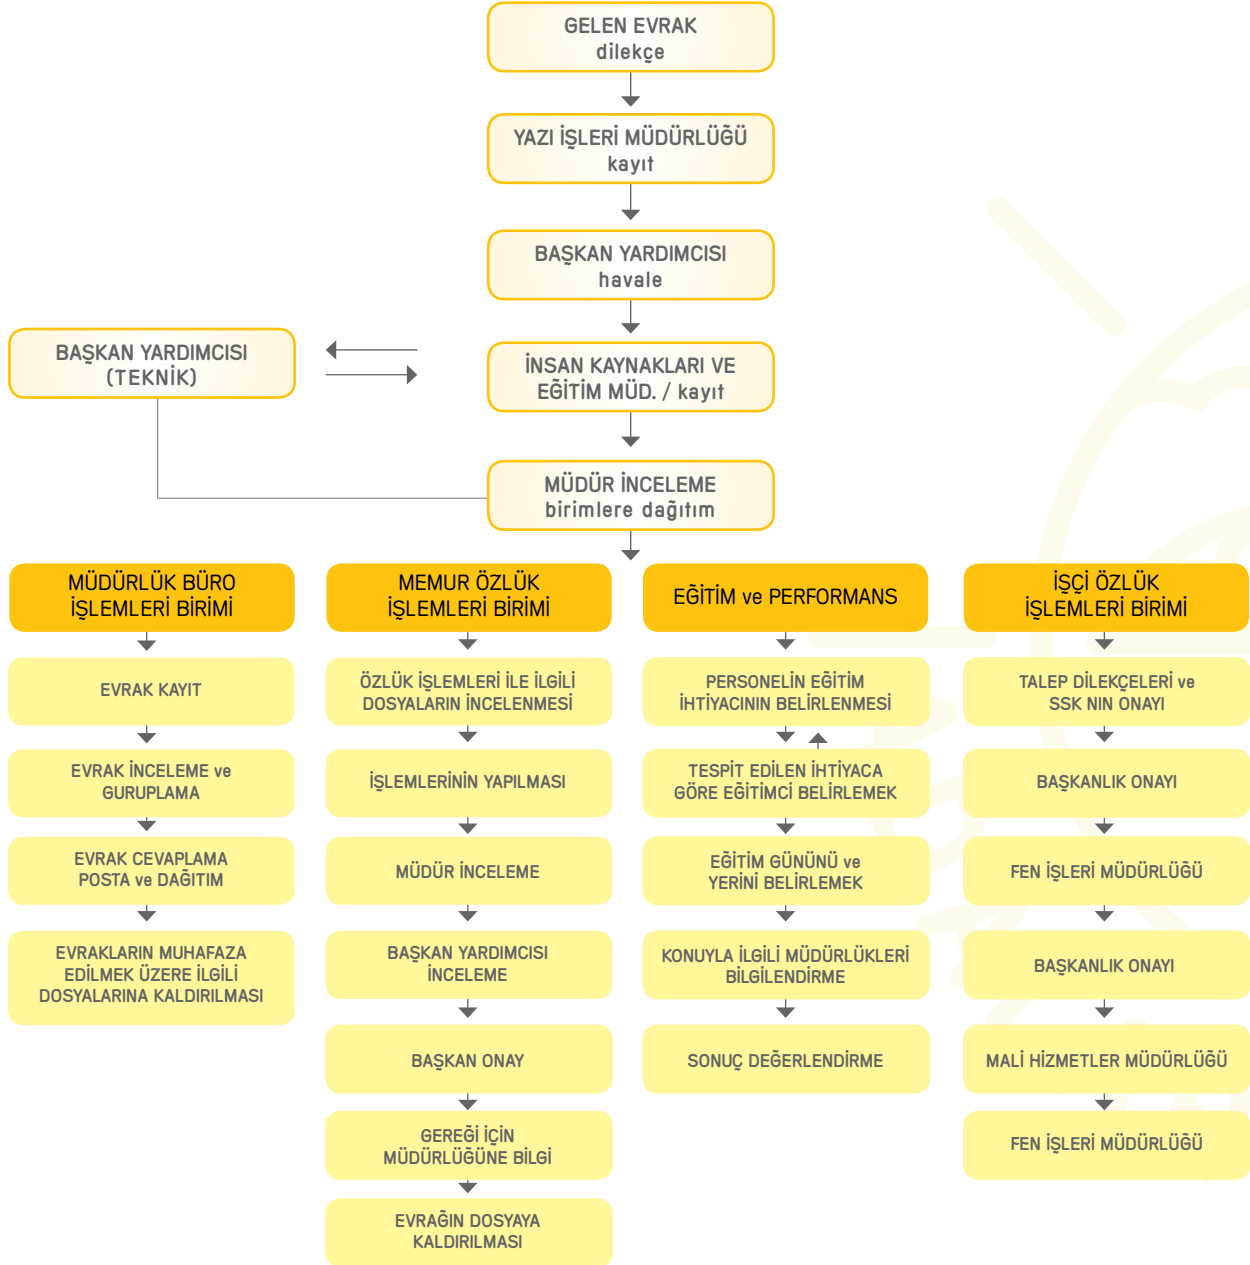 GELEN EVRAK
dilekçe
YAZI İŞLERİ MÜDÜRLÜĞÜ
kayıt
BAŞKAN YARDIMCISI
havale
BAŞKAN YARDIMCISI
(TEKNİK)
İNSAN KAYNAKLARI VE
EĞİTİM MÜD. / kayıt
MÜDÜR İNCELEME
birimlere dağıtım
MÜDÜRLÜK BÜRO
İŞLEMLERİ BİRİMİ
EVRAK KAYIT
EVRAK İNCELEME ve
GURUPLAMA
EVRAK CEVAPLAMA
POSTA ve DAĞITIM
EVRAKLARIN MUHAFAZA
EDİLMEK ÜZERE İLGİLİ
DOSYALARINA KALDIRILMASI
MEMUR ÖZLÜK
İŞLEMLERİ BİRİMİ
ÖZLÜK İŞLEMLERİ İLE İLGİLİ
DOSYALARIN İNCELENMESİ
İŞLEMLERİNİN YAPILMASI
MÜDÜR İNCELEME
BAŞKAN YARDIMCISI
İNCELEME
BAŞKAN ONAY
GEREĞİ İÇİN
MÜDÜRLÜĞÜNE BİLGİ
EVRAĞIN DOSYAYA
KALDIRILMASI
EĞİTİM ve PERFORMANS
PERSONELİN EĞİTİM
İHTİYACININ BELİRLENMESİ
TESPİT EDİLEN İHTİYACA
GÖRE EĞİTİMCİ BELİRLEMEK
EĞİTİM GÜNÜNÜ ve
YERİNİ BELİRLEMEK
KONUYLA İLGİLİ MÜDÜRLÜKLERİ
BİLGİLENDİRME
SONUÇ DEĞERLENDİRME
İŞÇİ ÖZLÜK
İŞLEMLERİ BİRİMİ
TALEP DİLEKÇELERİ ve
SSK NIN ONAYI
BAŞKANLIK ONAYI
FEN İŞLERİ MÜDÜRLÜĞÜ
BAŞKANLIK ONAYI
MALİ HİZMETLER MÜDÜRLÜĞÜ
FEN İŞLERİ MÜDÜRLÜĞÜ